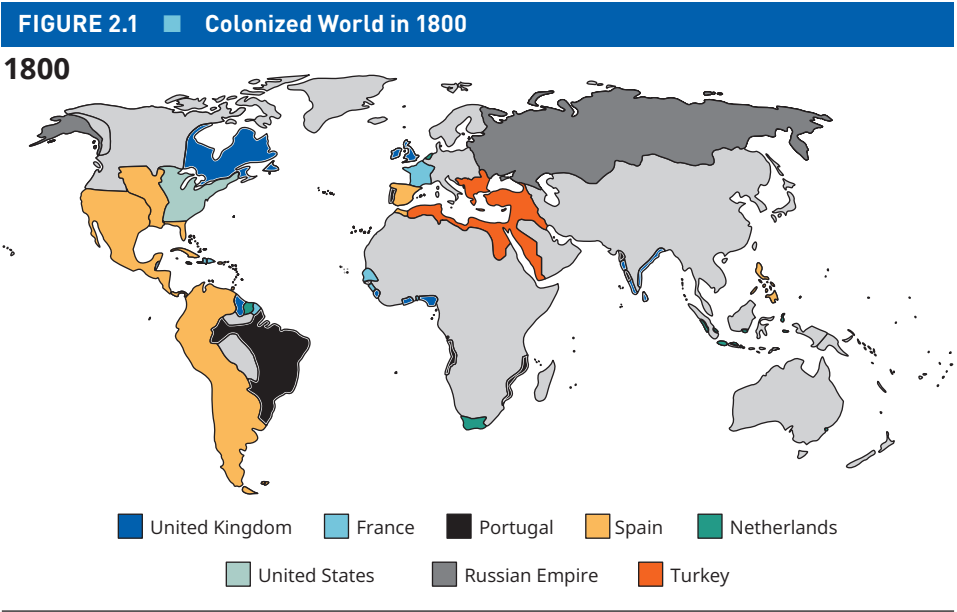 FIGURE 2.1 Colonized World in 1800
1800
United Kingdom France Portugal Spain Netherlands
United States Russian Empire Turkey